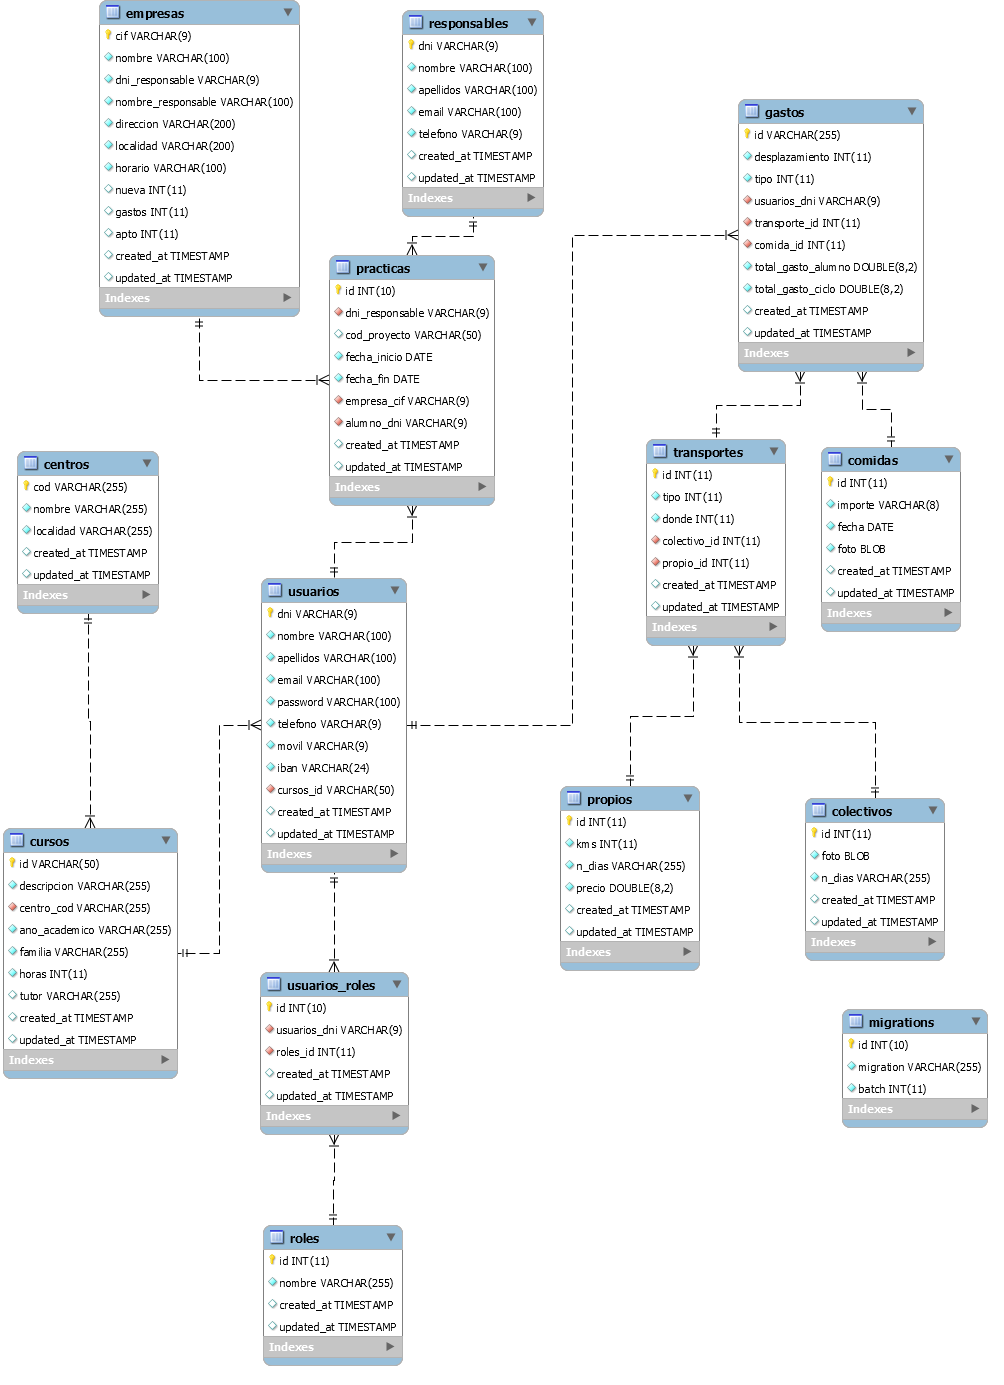 empresas
cif VARCHAR(9)
nombre VARCHAR(100)
dni_responsable VARCHAR(9)
nombre_responsable VARCHAR(100)
direccion VARCHAR(200)
localidad VARCHAR(200)
horario VARCHAR(100)
nueva INT(11)
gastos INT(11)
apto INT(11)
created_at TIMESTAMP
updated_at TIMESTAMP
Indexes
responsables
dni VARCHAR(9)
nombre VARCHAR(100)
apellidos VARCHAR(100)
email VARCHAR(100)
telefono VARCHAR(9)
created_at TIMESTAMP
updated_at TIMESTAMP
Indexes
gastos
id VARCHAR(255)
desplazamiento INT(11)
tipo INT(11)
usuarios_dni VARCHAR(9)
transporte_id INT(11)
comida_id INT(11)
total_gasto_alumno DOUBLE(8,2)
total_gasto_ciclo DOUBLE(8,2)
created_at TIMESTAMP
updated_at TIMESTAMP
Indexes
practicas
id INT(10)
dni_responsable VARCHAR(9)
cod_proyecto VARCHAR(50)
fecha_inicio DATE
fecha_fin DATE
empresa_cif VARCHAR(9)
alumno_dni VARCHAR(9)
created_at TIMESTAMP
updated_at TIMESTAMP
Indexes
centros
cod VARCHAR(255)
nombre VARCHAR(255)
localidad VARCHAR(255)
created_at TIMESTAMP
updated_at TIMESTAMP
Indexes
transportes
id INT(11)
tipo INT(11)
donde INT(11)
colectivo_id INT(11)
propio_id INT(11)
created_at TIMESTAMP
updated_at TIMESTAMP
Indexes
comidas
id INT(11)
importe VARCHAR(8)
fecha DATE
foto BLOB
created_at TIMESTAMP
updated_at TIMESTAMP
Indexes
usuarios
dni VARCHAR(9)
nombre VARCHAR(100)
apellidos VARCHAR(100)
email VARCHAR(100)
password VARCHAR(100)
telefono VARCHAR(9)
movil VARCHAR(9)
iban VARCHAR(24)
cursos_id VARCHAR(50)
created_at TIMESTAMP
updated_at TIMESTAMP
Indexes
cursos
id VARCHAR(50)
descripcion VARCHAR(255)
centro_cod VARCHAR(255)
ano_academico VARCHAR(255)
familia VARCHAR(255)
horas INT(11)
tutor VARCHAR(255)
created_at TIMESTAMP
updated_at TIMESTAMP
Indexes
propios
id INT(11)
kms INT(11)
n_dias VARCHAR(255)
precio DOUBLE(8,2)
created_at TIMESTAMP
updated_at TIMESTAMP
Indexes
colectivos
id INT(11)
foto BLOB
n_dias VARCHAR(255)
created_at TIMESTAMP
updated_at TIMESTAMP
Indexes
usuarios_roles
id INT(10)
usuarios_dni VARCHAR(9)
roles_id INT(11)
created_at TIMESTAMP
updated_at TIMESTAMP
Indexes
migrations
id INT(10)
migration VARCHAR(255)
batch INT(11)
Indexes
roles
id INT(11)
nombre VARCHAR(255)
created_at TIMESTAMP
updated_at TIMESTAMP
Indexes